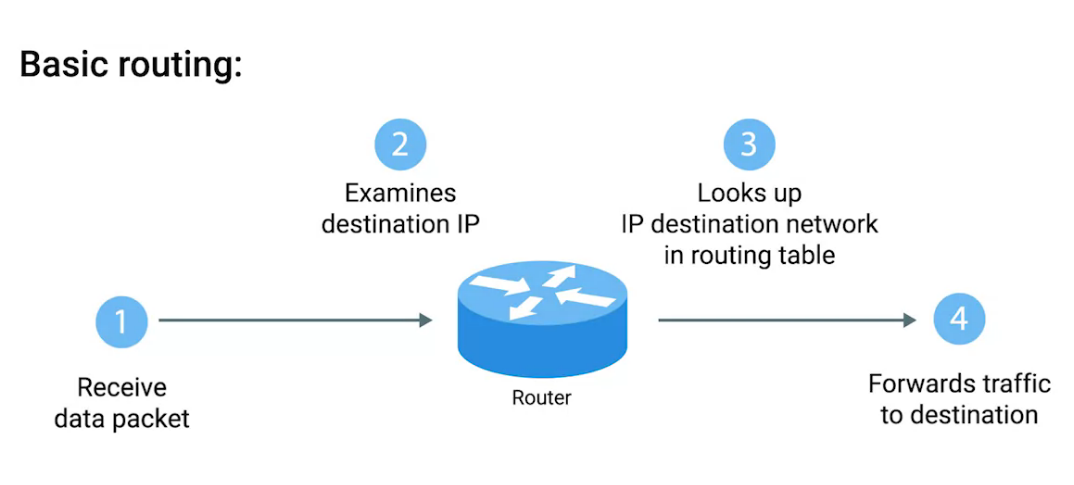 Basic routing:
1
Receive
data packet
2
Examines
destination IP
Router
3
Looks up
IP destination network
in routing table
4
Forwards traffic
to destination